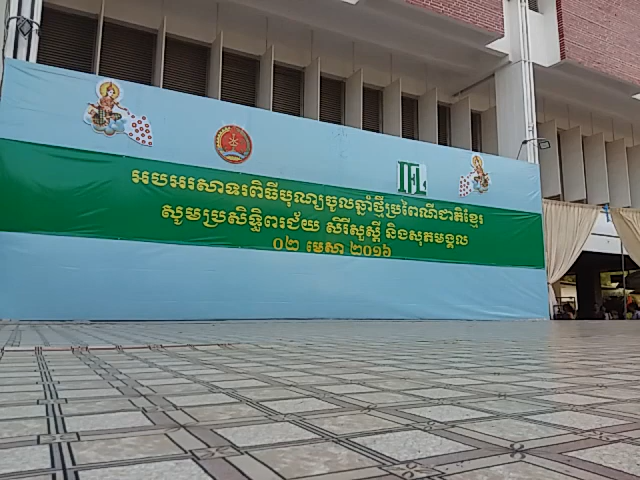 IFL
អបអរសាទរពិធីបុណ្យចូលឆ្នាំថ្មីប្រពៃណីជាតិខ្មែរ
សូមប្រសិទ្ធិពរជ័យ សិរីសួស្ដី និងសុភមង្គល
០២ មេសា ២០១៦